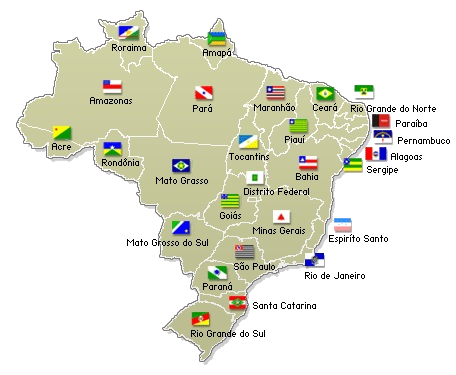 Roraima
Amapá
Amazonas
Pará
Maranhão
Ceará
Rio Grande do Norte
Paraíba
Piauí
Pernambuco
Acre
Rondônia
Tocantins
Alagoas
Sergipe
Bahia
Mato Grosso
Distrito Federal
Goiás
Minas Gerais
Espiríto Santo
Mato Grosso do Sul
São Paulo
Rio de Janeiro
Paraná
Santa Catarina
Rio Grande do Sul